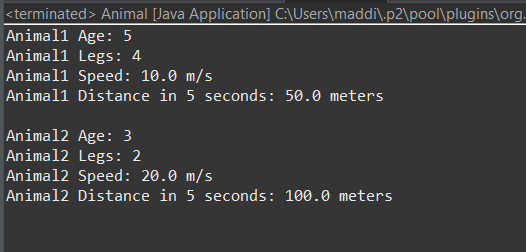 <terminated> Animal [Java Application] C:\Users\maddi\.p2\pool\plugins\org.
Animal1 Age: 5
Animal1 Legs: 4
Animal1 Speed: 10.0 m/s
Animal1 Distance in 5 seconds: 50.0 meters
Animal2 Age: 3
Animal2 Legs: 2
Animal2 Speed: 20.0 m/s
Animal2 Distance in 5 seconds: 100.0 meters